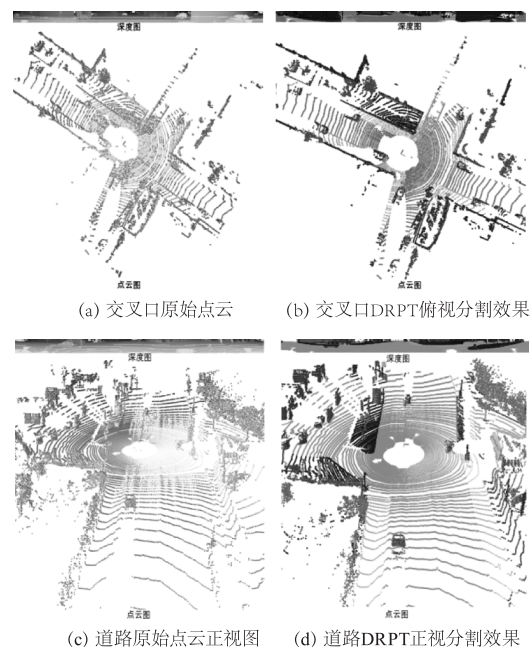 深度图
深度图
点云图
点云图
(a) 交叉口原始点云
(b) 交叉口DRPT俯视分割效果
深度图
深度图
点云图
点云图
(c) 道路原始点云正视图
(d) 道路DRPT正视分割效果